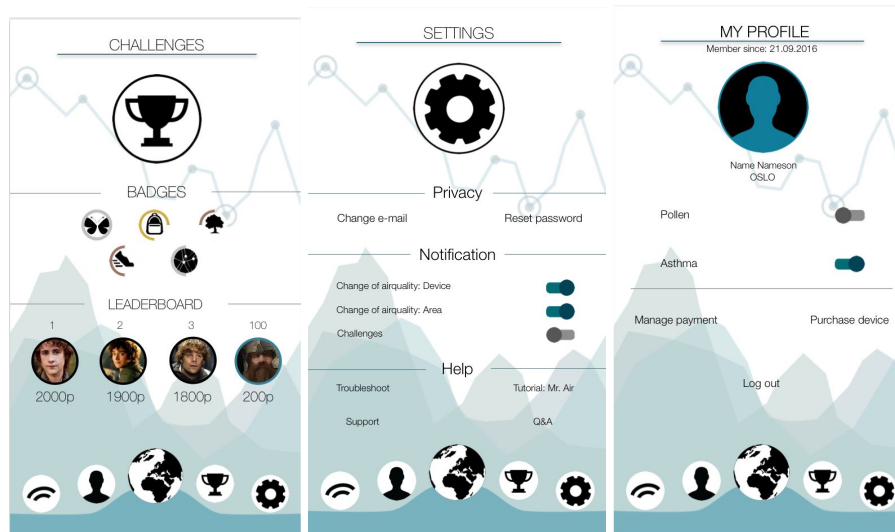 CHALLENGES
BADGES
LEADERBOARD
1 2 3 100
2000p 1900p 1800p 200p
SETTINGS
Privacy
Change e-mail Reset password
Notification
Change of airquality: Device
Change of airquality: Area
Challenges
Help
Troubleshoot Tutorial: Mr. Air
Support Q&A
MY PROFILE
Member since: 21.09.2016
Name Nameson
OSLO
Pollen
Asthma
Manage payment Purchase device
Log out